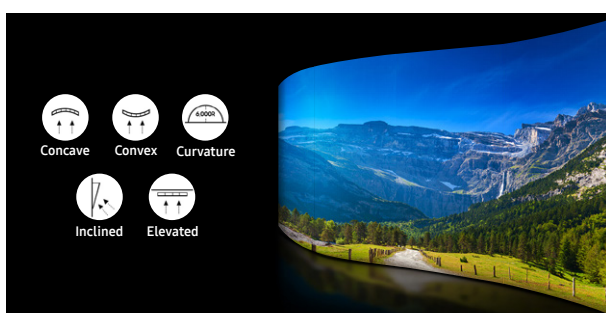 6,000R
Concave
Convex
Curvature
Inclined
Elevated